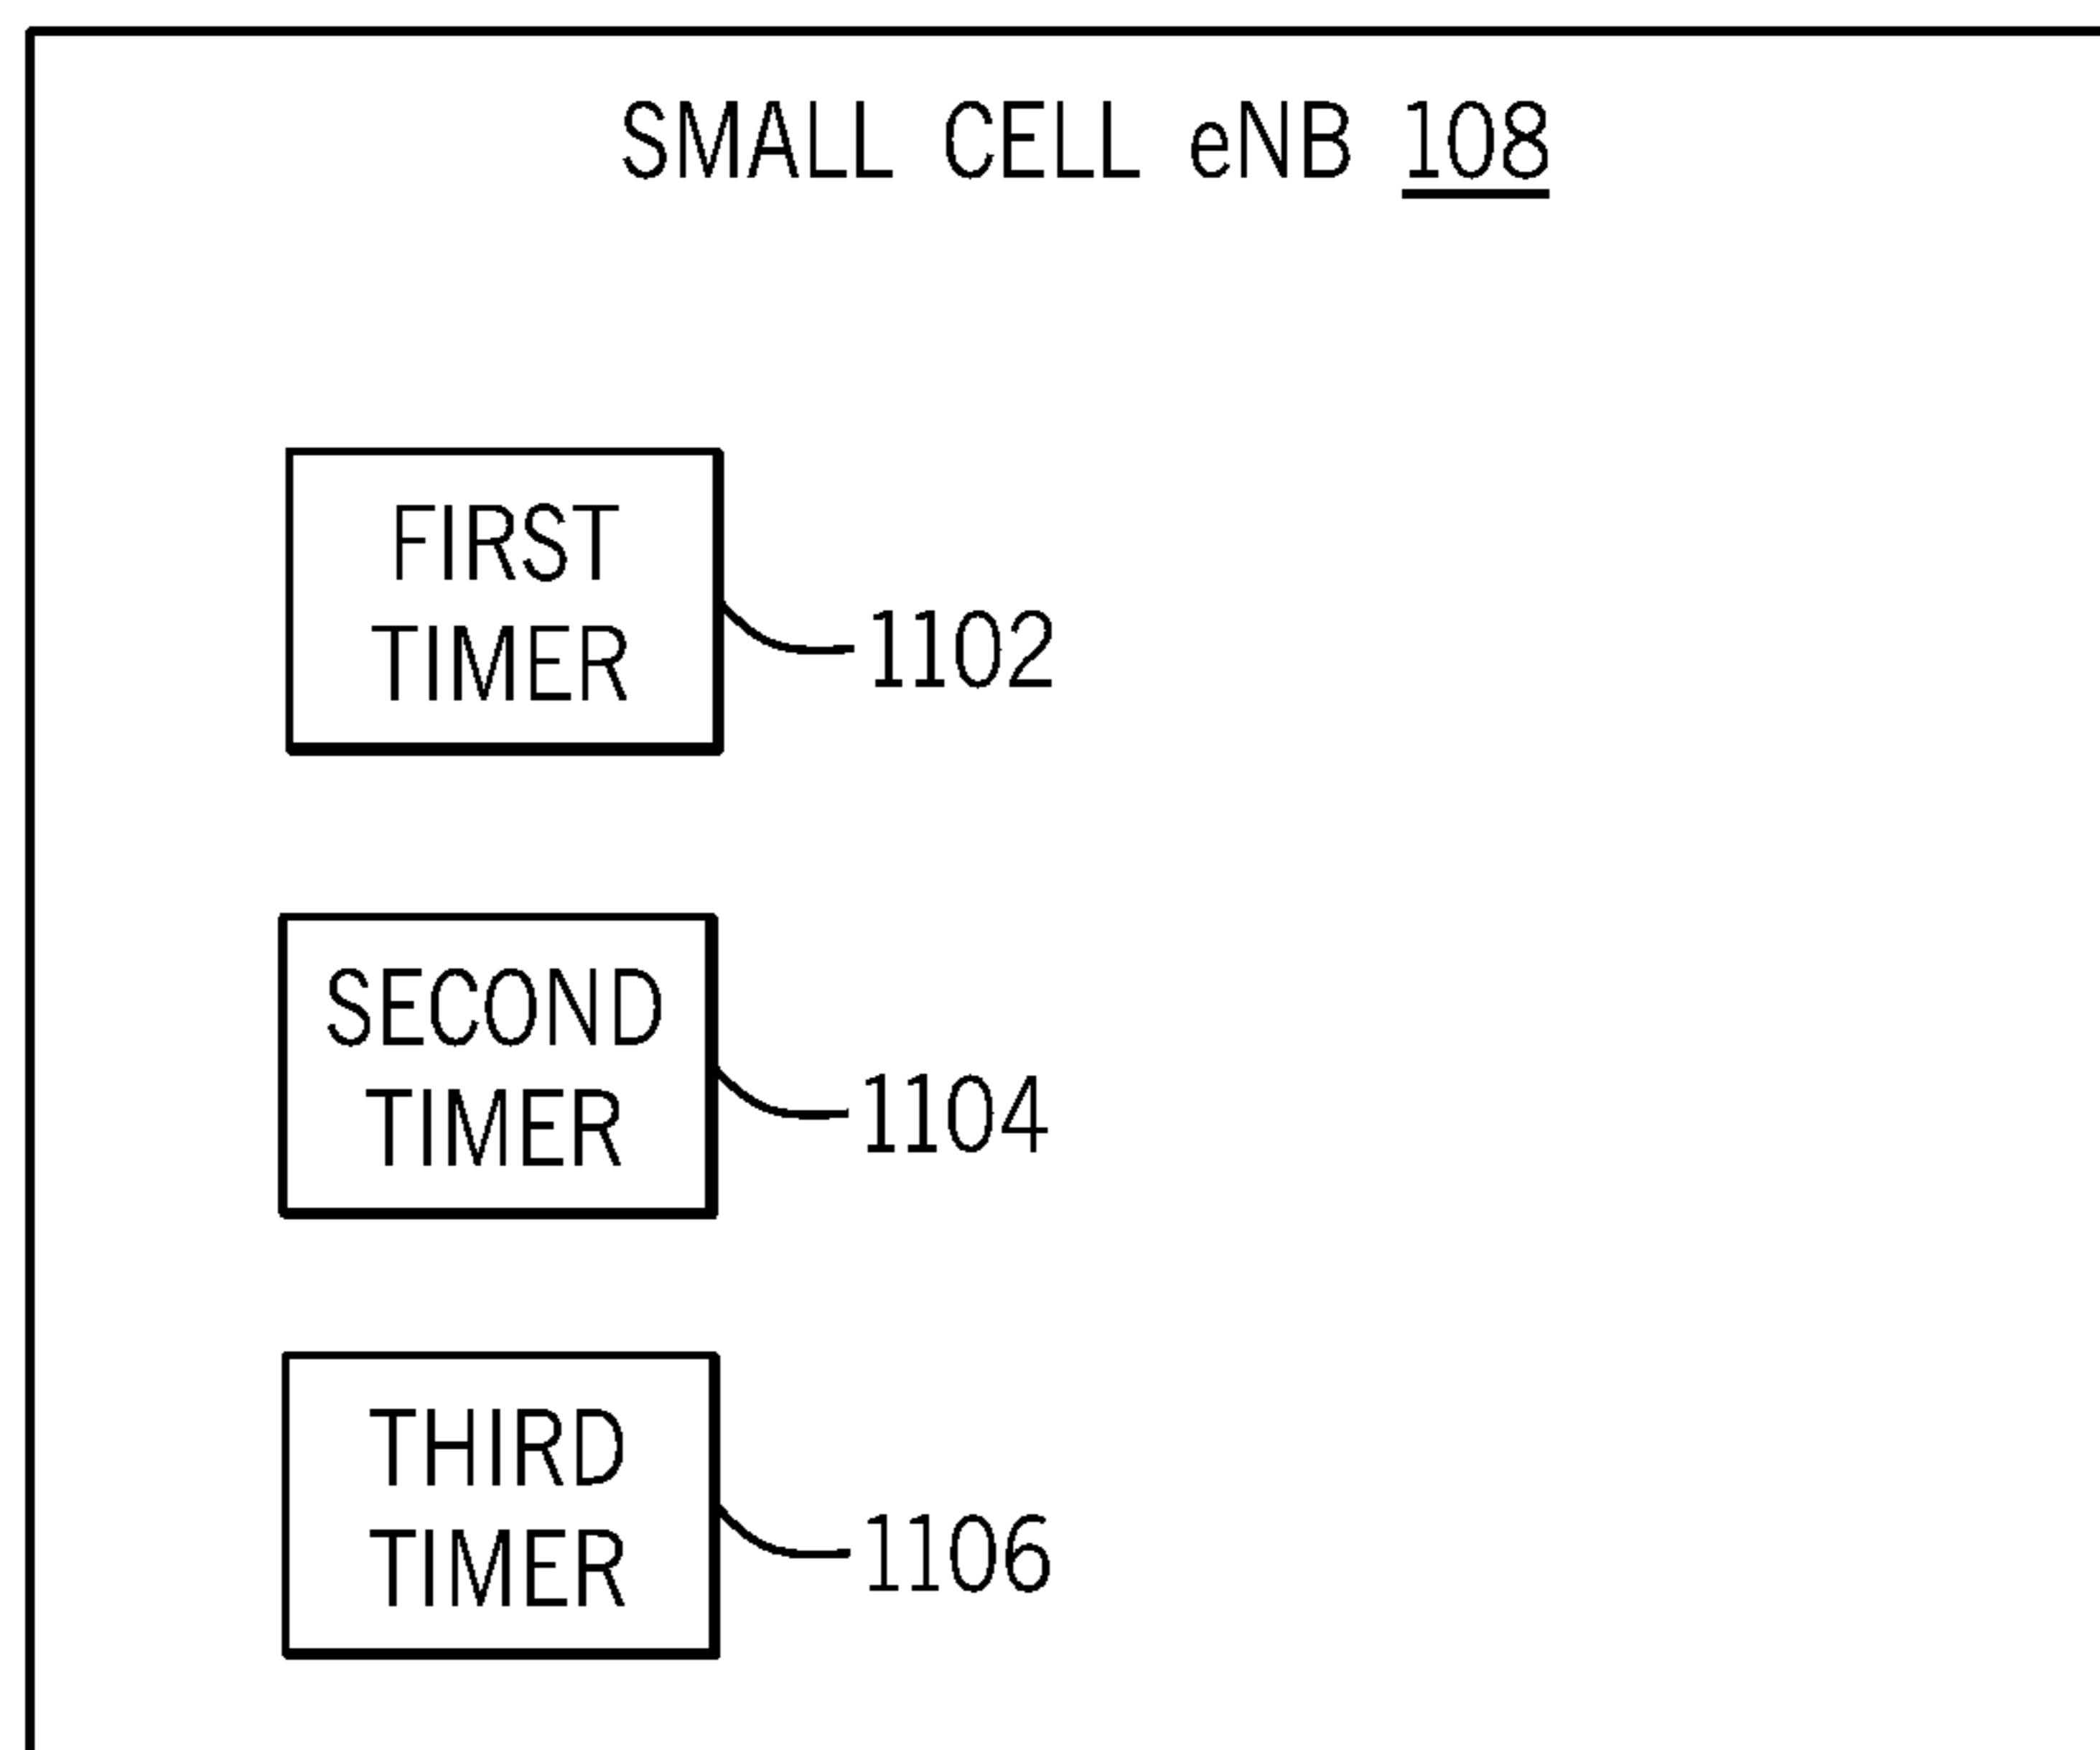 SMALL CELL eNB 108
FIRST
TIMER
1102
SECOND
TIMER
1104
THIRD
TIMER
1106